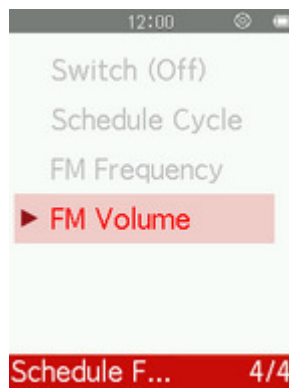 12:00
Switch (Off)
Schedule Cycle
FM Frequency
FM Volume
Schedule F... 4/4